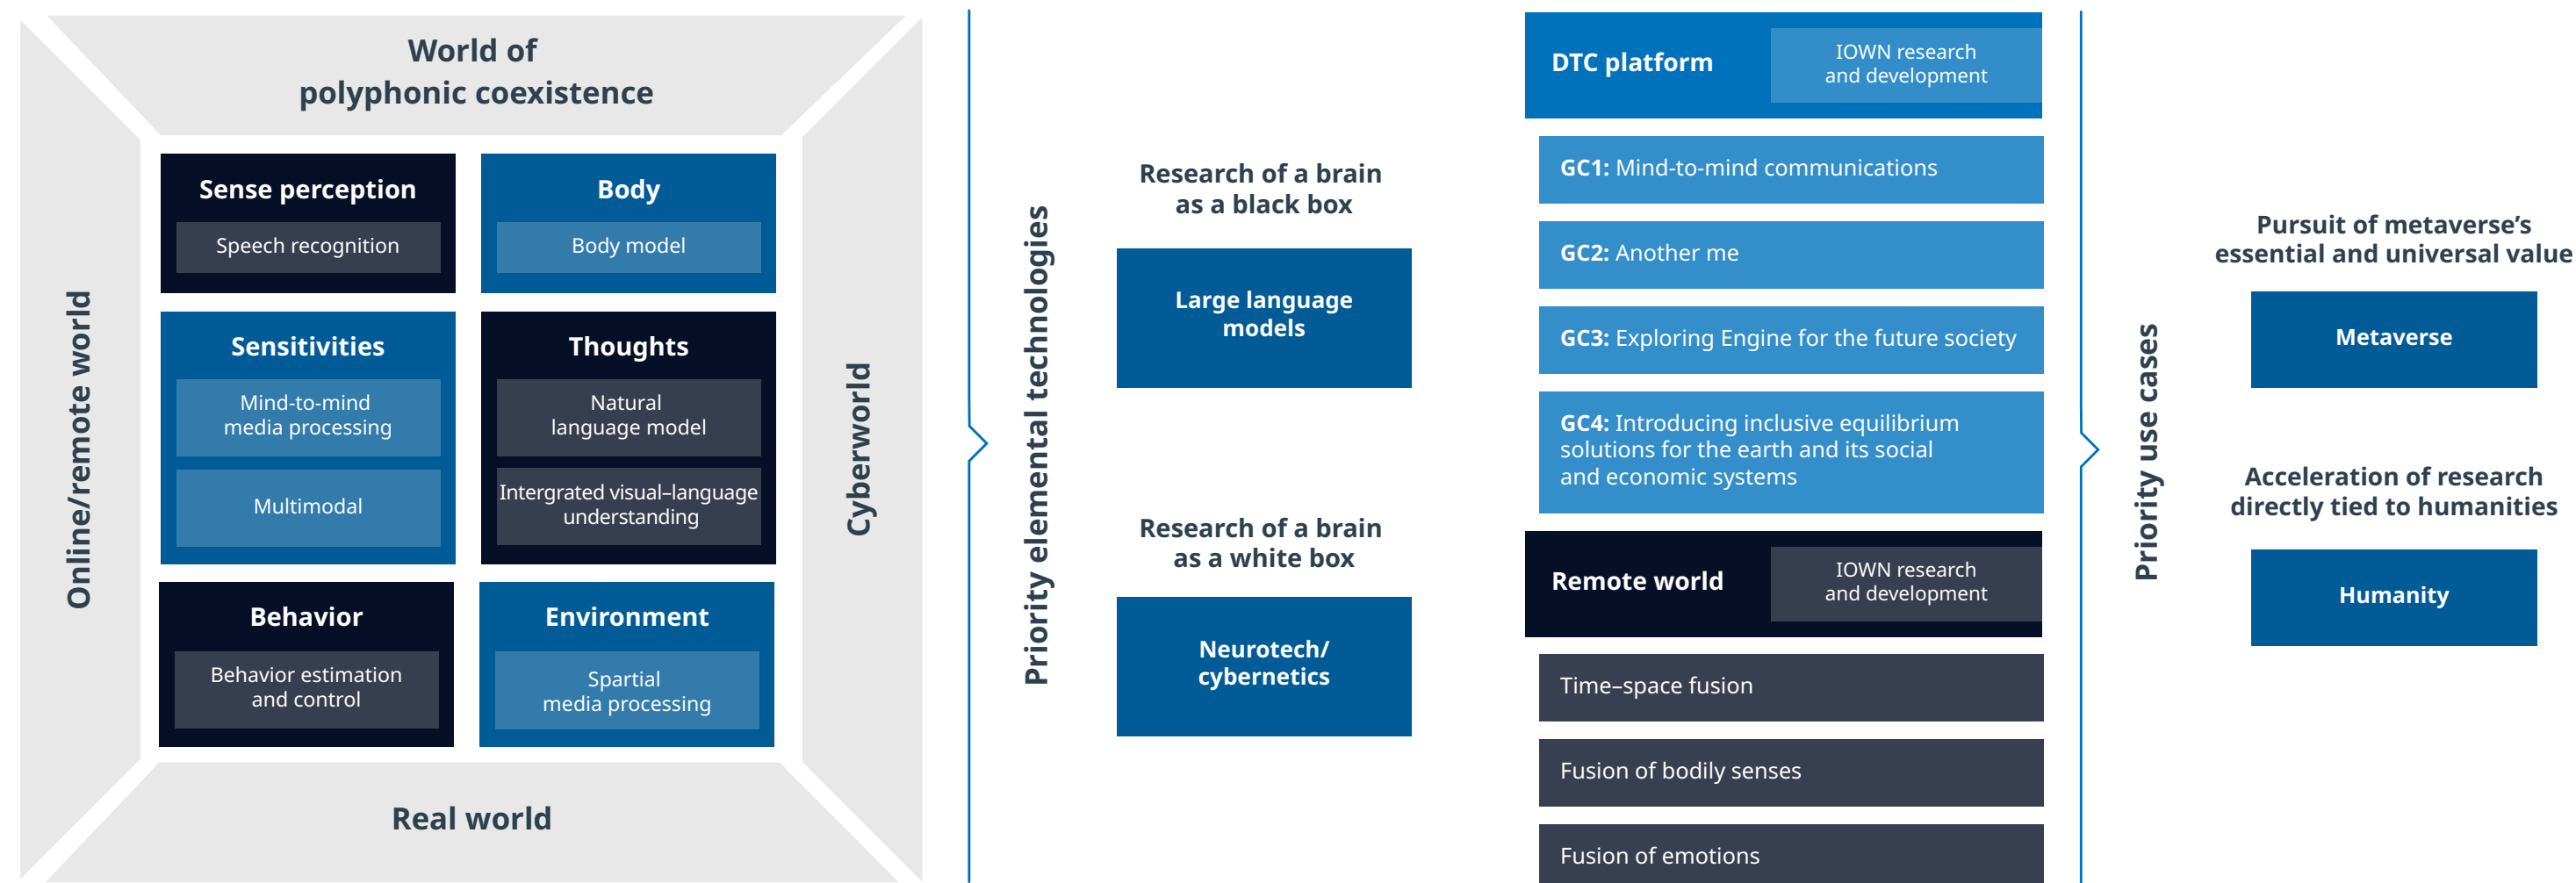 World of
polyphonic coexistence
Online/remote world
Sense perception
Speech recognition
Body
Body model
Sensitivities
Mind-to-mind
media processing
Multimodal
Thoughts
Natural
language model
Intergrated visual–language
understanding
Behavior
Behavior estimation
and control
Environment
Spartial
media processing
Cyberworld
Real world
Priority elemental technologies
Research of a brain
as a black box
Large language
models
Research of a brain
as a white box
Neurotech/
cybernetics
DTC platform
IOWN research
and development
GC1: Mind-to-mind communications
GC2: Another me
GC3: Exploring Engine for the future society
GC4: Introducing inclusive equilibrium
solutions for the earth and its social
and economic systems
Remote world
IOWN research
and development
Time–space fusion
Fusion of bodily senses
Fusion of emotions
Priority use cases
Pursuit of metaverse’s
essential and universal value
Metaverse
Acceleration of research
directly tied to humanities
Humanity